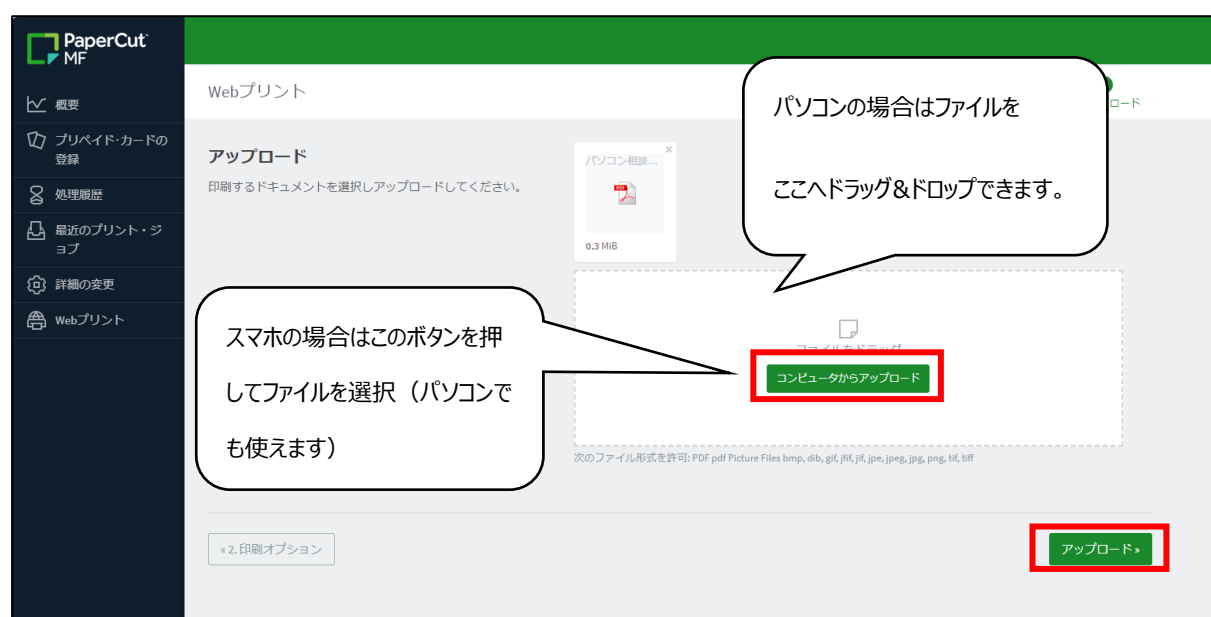 PaperCut
MF
概要
プリペイド・カードの
登録
処理履歴
最近のプリント・ジ
ョブ
詳細の変更
Webプリント
Webプリント
ード
アップロード
印刷するドキュメントを選択しアップロードしてください。
パソコン相談...
×
PDF
0.3 MiB
パソコンの場合はファイルを
ここへドラッグ&ドロップできます。
スマホの場合はこのボタンを押
してファイルを選択（パソコンで
も使えます）
ファイルをドラッグ
コンピュータからアップロード
次のファイル形式を許可: PDF pdf Picture Files bmp, dib, gif, jfif, jif, jpe, jpeg, jpg, png, tif, tiff
«2. 印刷オプション
アップロード»